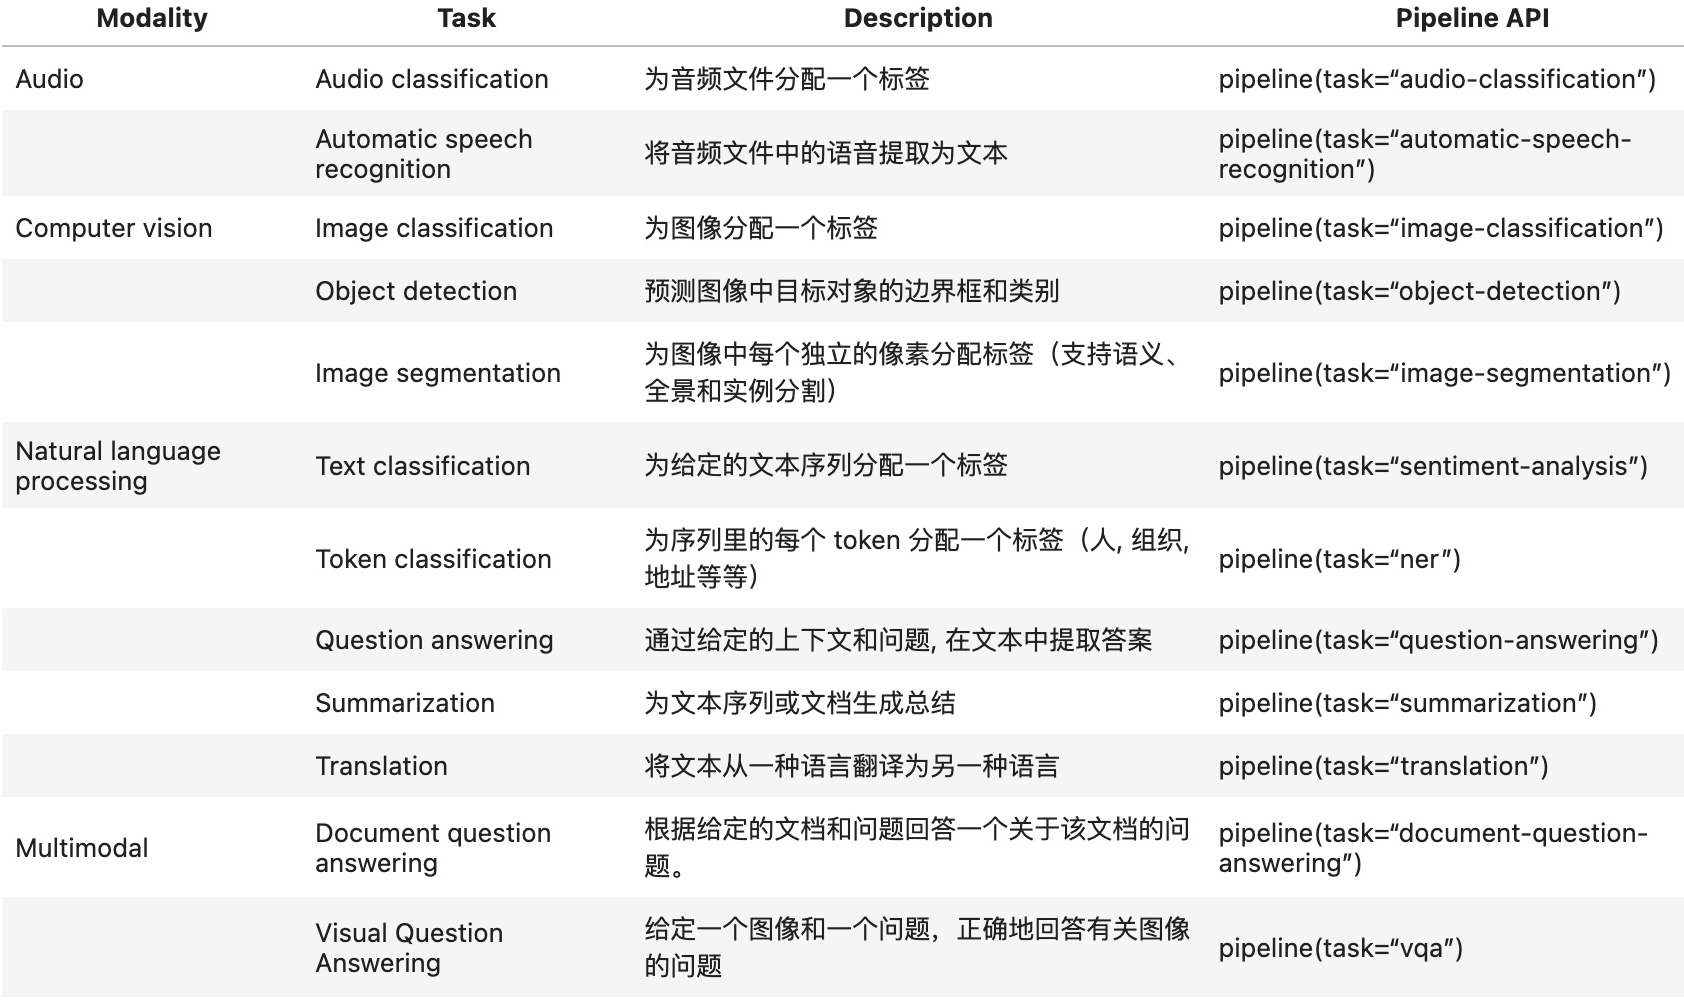 Modality Task Description Pipeline API
Audio Audio classification 为音频文件分配一个标签 pipeline(task=“audio-classification”)
Automatic speech
recognition
将音频文件中的语音提取为文本
pipeline(task=“automatic-speech-
recognition”)
Computer vision Image classification 为图像分配一个标签 pipeline(task=“image-classification”)
Object detection 预测图像中目标对象的边界框和类别 pipeline(task=“object-detection”)
Image segmentation
为图像中每个独立的像素分配标签（支持语义、
全景和实例分割）
pipeline(task=“image-segmentation”)
Natural language
processing
Text classification 为给定的文本序列分配一个标签 pipeline(task=“sentiment-analysis”)
Token classification
为序列里的每个 token 分配一个标签（人, 组织,
地址等等）
pipeline(task=“ner”)
Question answering 通过给定的上下文和问题, 在文本中提取答案 pipeline(task=“question-answering”)
Summarization 为文本序列或文档生成总结 pipeline(task=“summarization”)
Translation 将文本从一种语言翻译为另一种语言 pipeline(task=“translation”)
Multimodal
Document question
answering
根据给定的文档和问题回答一个关于该文档的问
题。
pipeline(task=“document-question-
answering”)
Visual Question
Answering
给定一个图像和一个问题，正确地回答有关图像
的问题
pipeline(task=“vqa”)